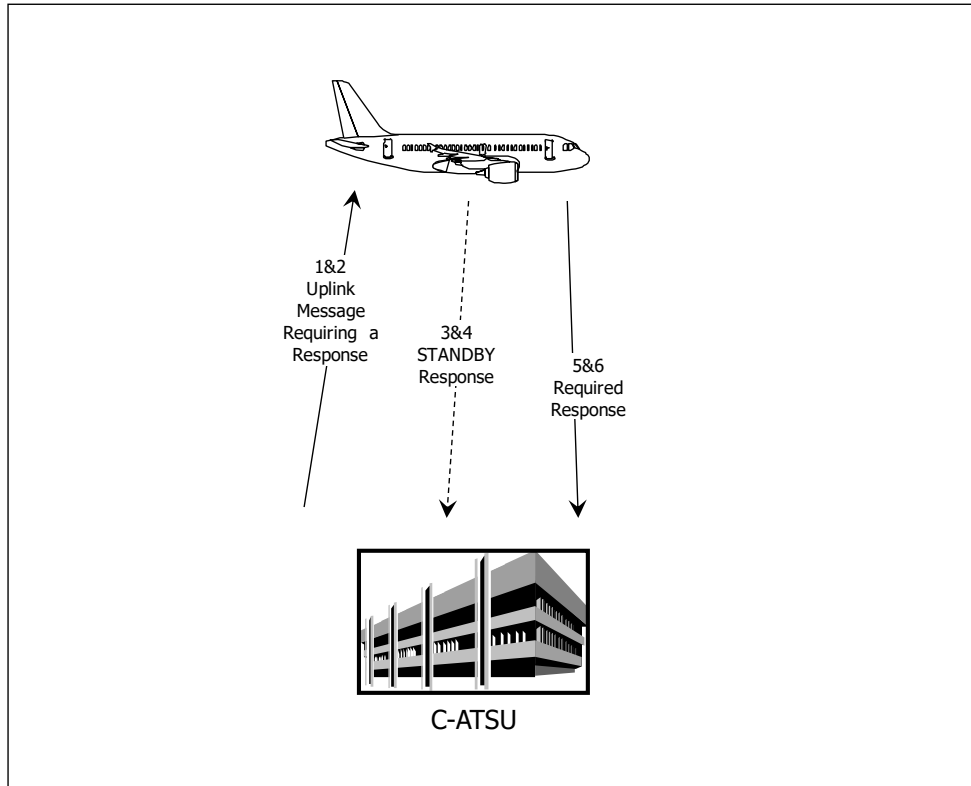 1&2
Uplink
Message
Requiring a
Response
3&4
STANDBY
Response
5&6
Required
Response
C-ATSU